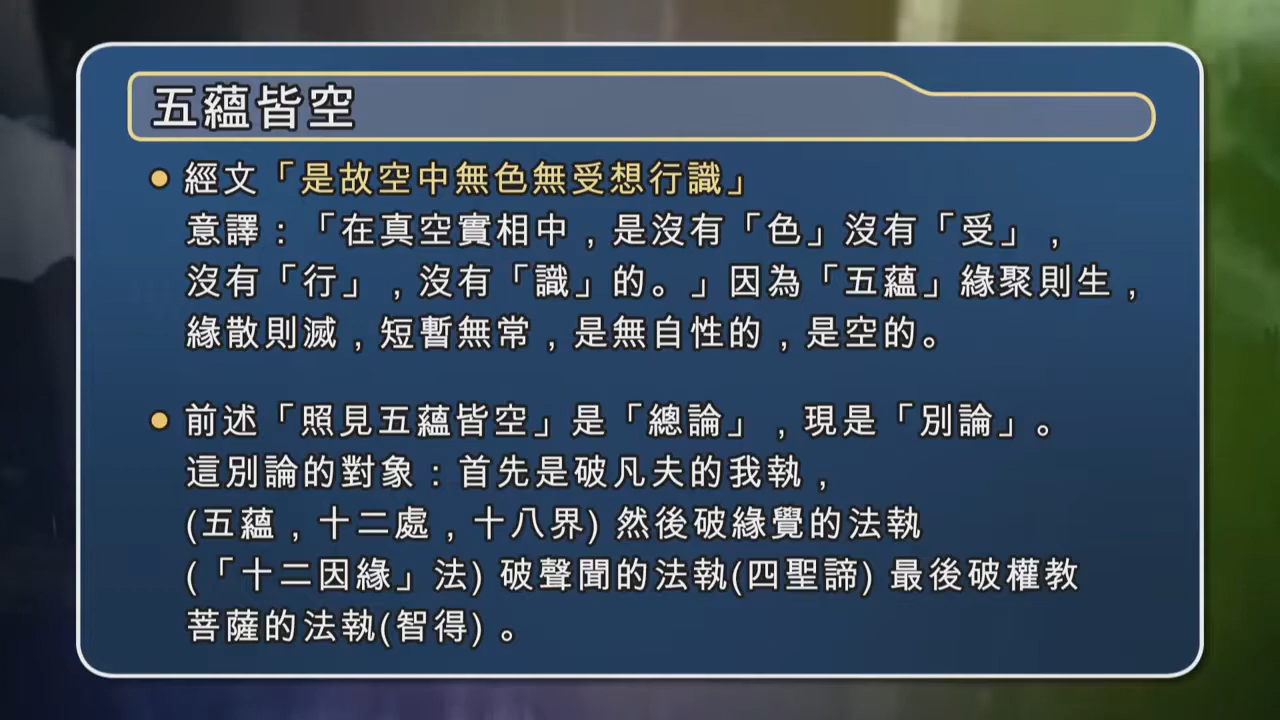 五蘊皆空
● 經文「是故空中無色無受想行識」
意譯：「在真空實相中，是沒有「色」沒有「受」，
沒有「行」，沒有「識」的。」因為「五蘊」緣聚則生，
緣散則滅，短暫無常，是無自性的，是空的。
● 前述「照見五蘊皆空」是「總論」，現是「別論」。
這別論的對象：首先是破凡夫的我執，
(五蘊，十二處，十八界) 然後破緣覺的法執
(「十二因緣」法) 破聲聞的法執(四聖諦) 最後破權教
菩薩的法執(智得) 。